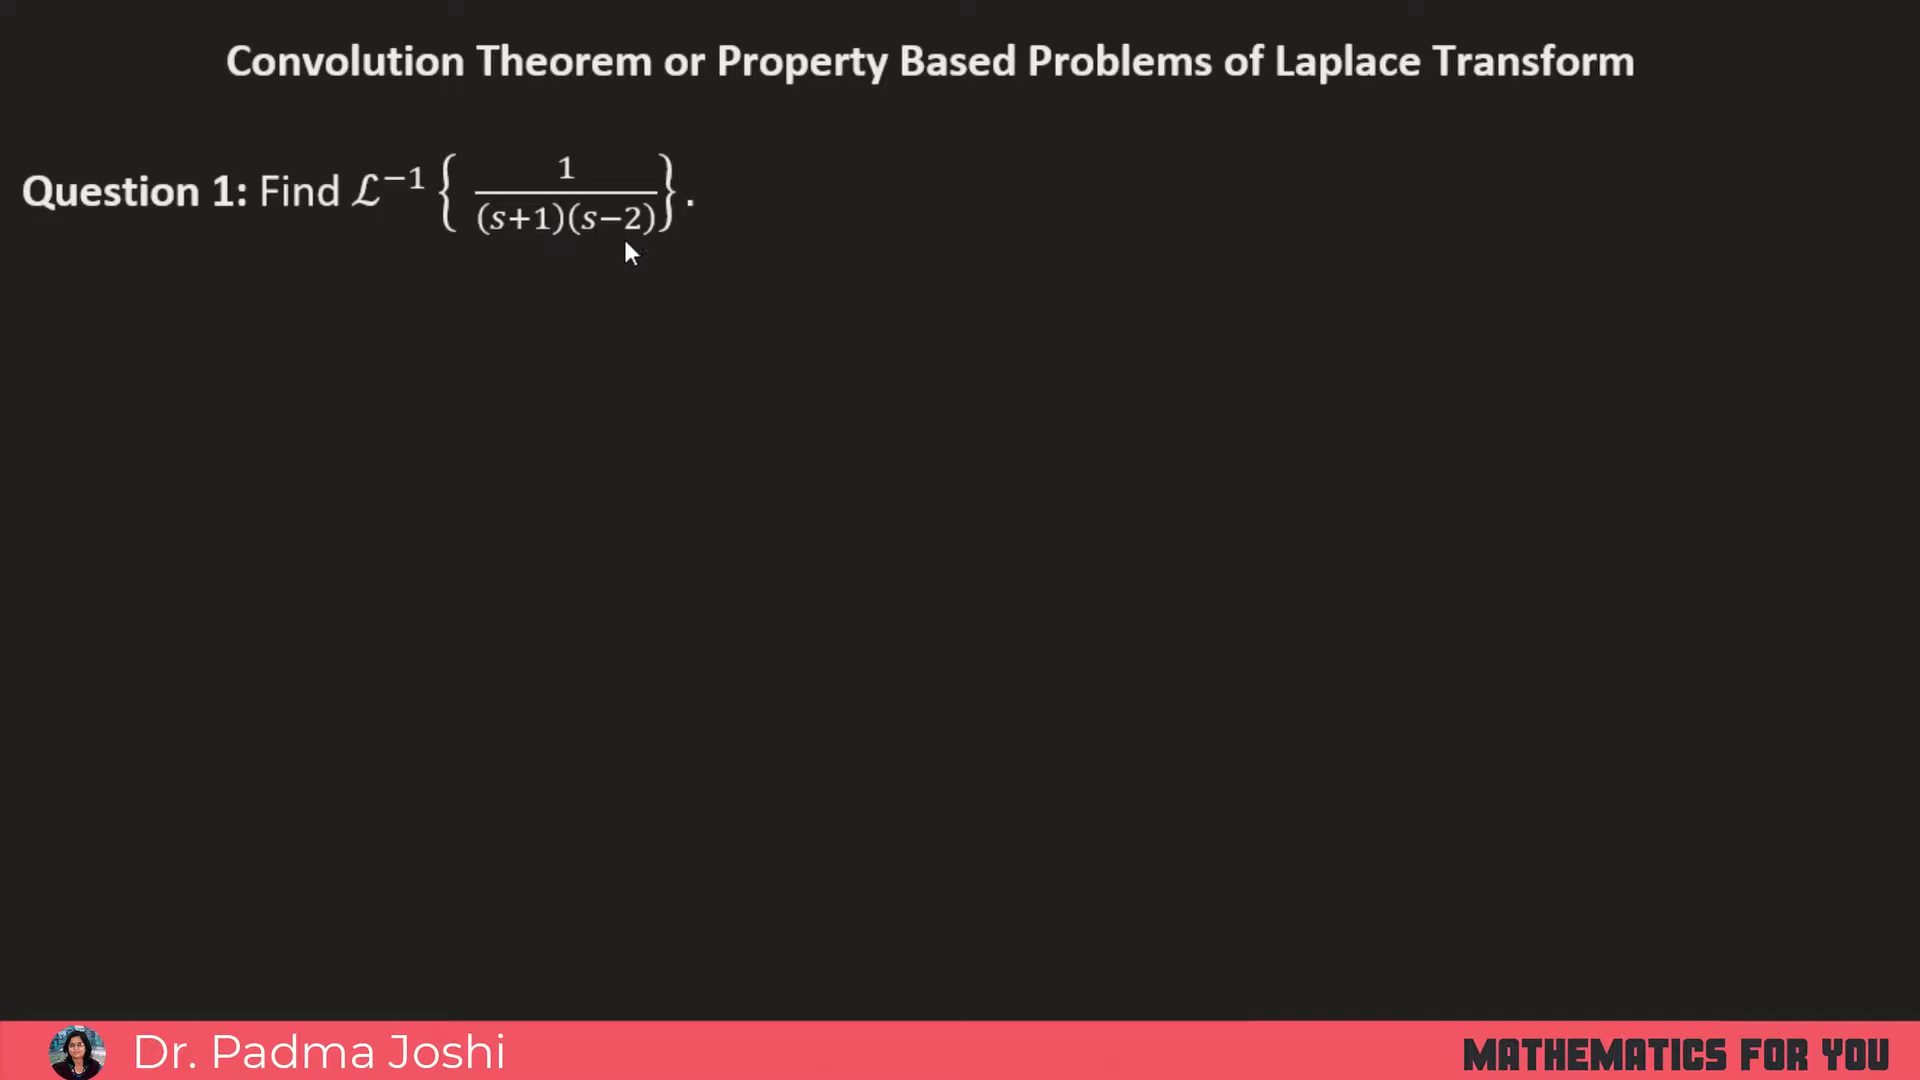 Convolution Theorem or Property Based Problems of Laplace Transform
Question 1: Find ℒ⁻¹ { 1/((s+1)(s−2)) } .
Dr. Padma Joshi
MATHEMATICS FOR YOU